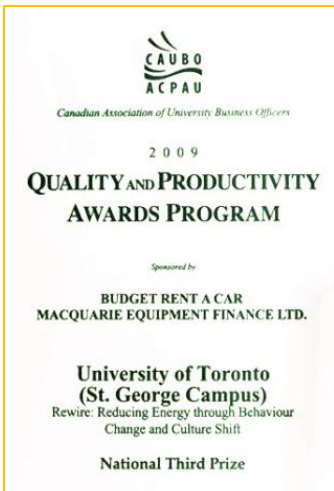 CAUBO
ACPAU
Canadian Association of University Business Officers
2009
QUALITY AND PRODUCTIVITY
AWARDS PROGRAM
Sponsored by
BUDGET RENT A CAR
MACQUARIE EQUIPMENT FINANCE LTD.
University of Toronto
(St. George Campus)
Rewire: Reducing Energy through Behaviour
Change and Culture Shift
National Third Prize